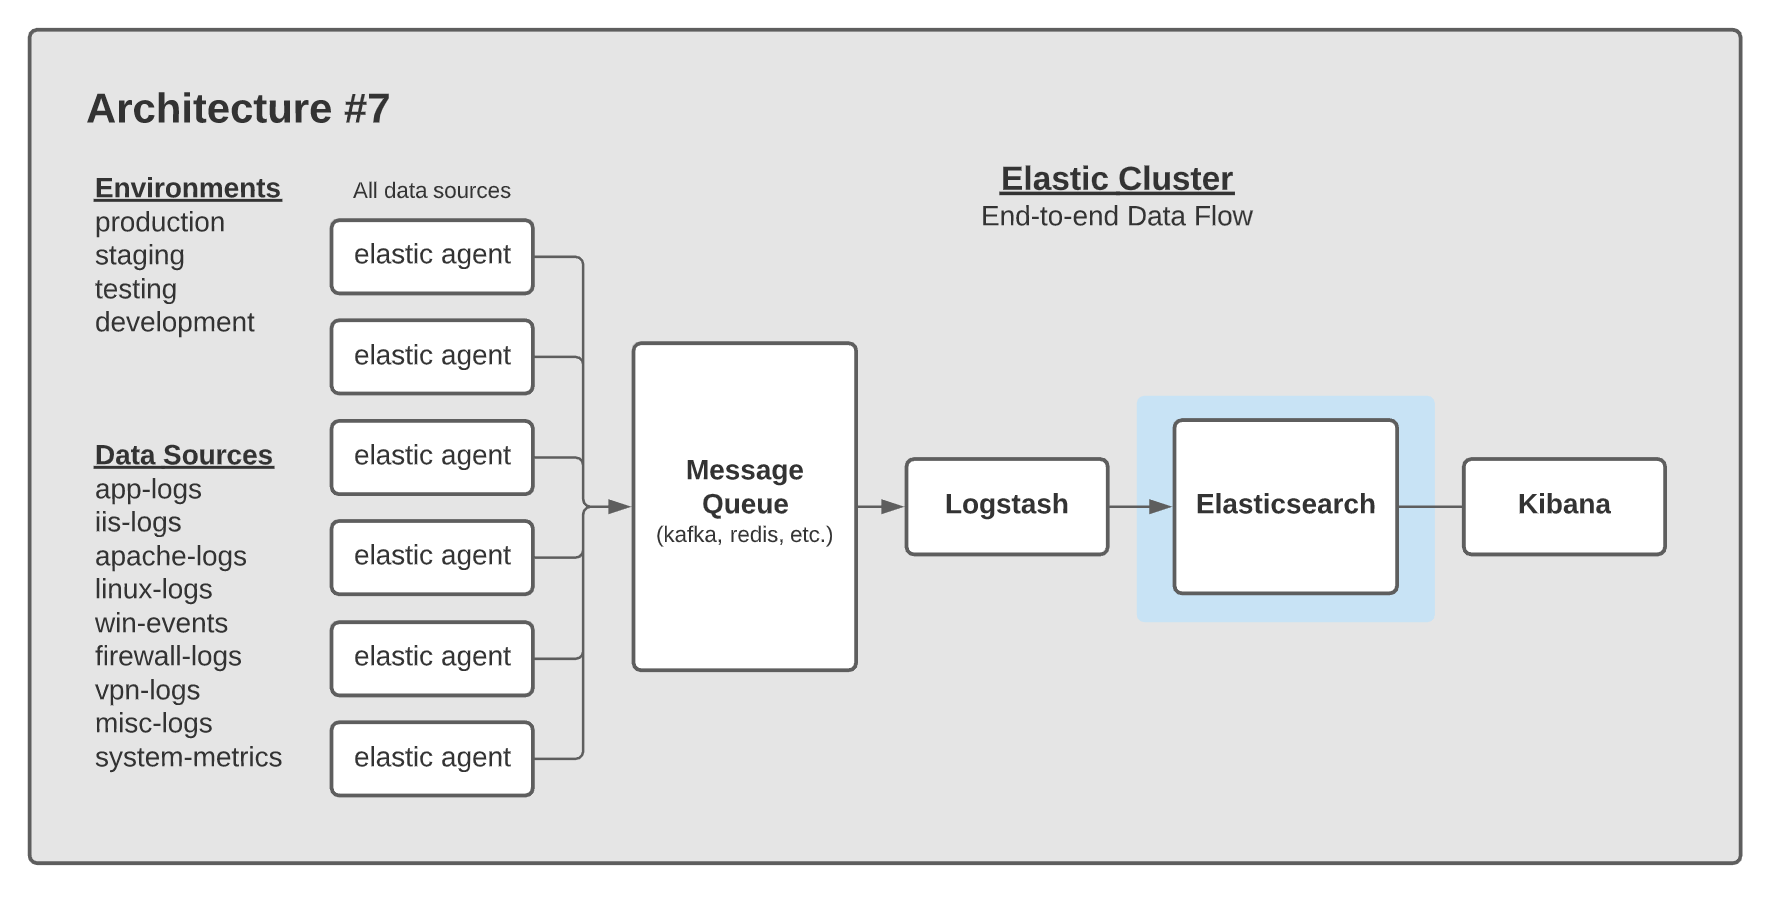 Architecture #7
Environments
production
staging
testing
development
Data Sources
app-logs
iis-logs
apache-logs
linux-logs
win-events
firewall-logs
vpn-logs
misc-logs
system-metrics
All data sources
elastic agent
elastic agent
elastic agent
elastic agent
elastic agent
elastic agent
Message
Queue
(kafka, redis, etc.)
Elastic Cluster
End-to-end Data Flow
Logstash
Elasticsearch
Kibana